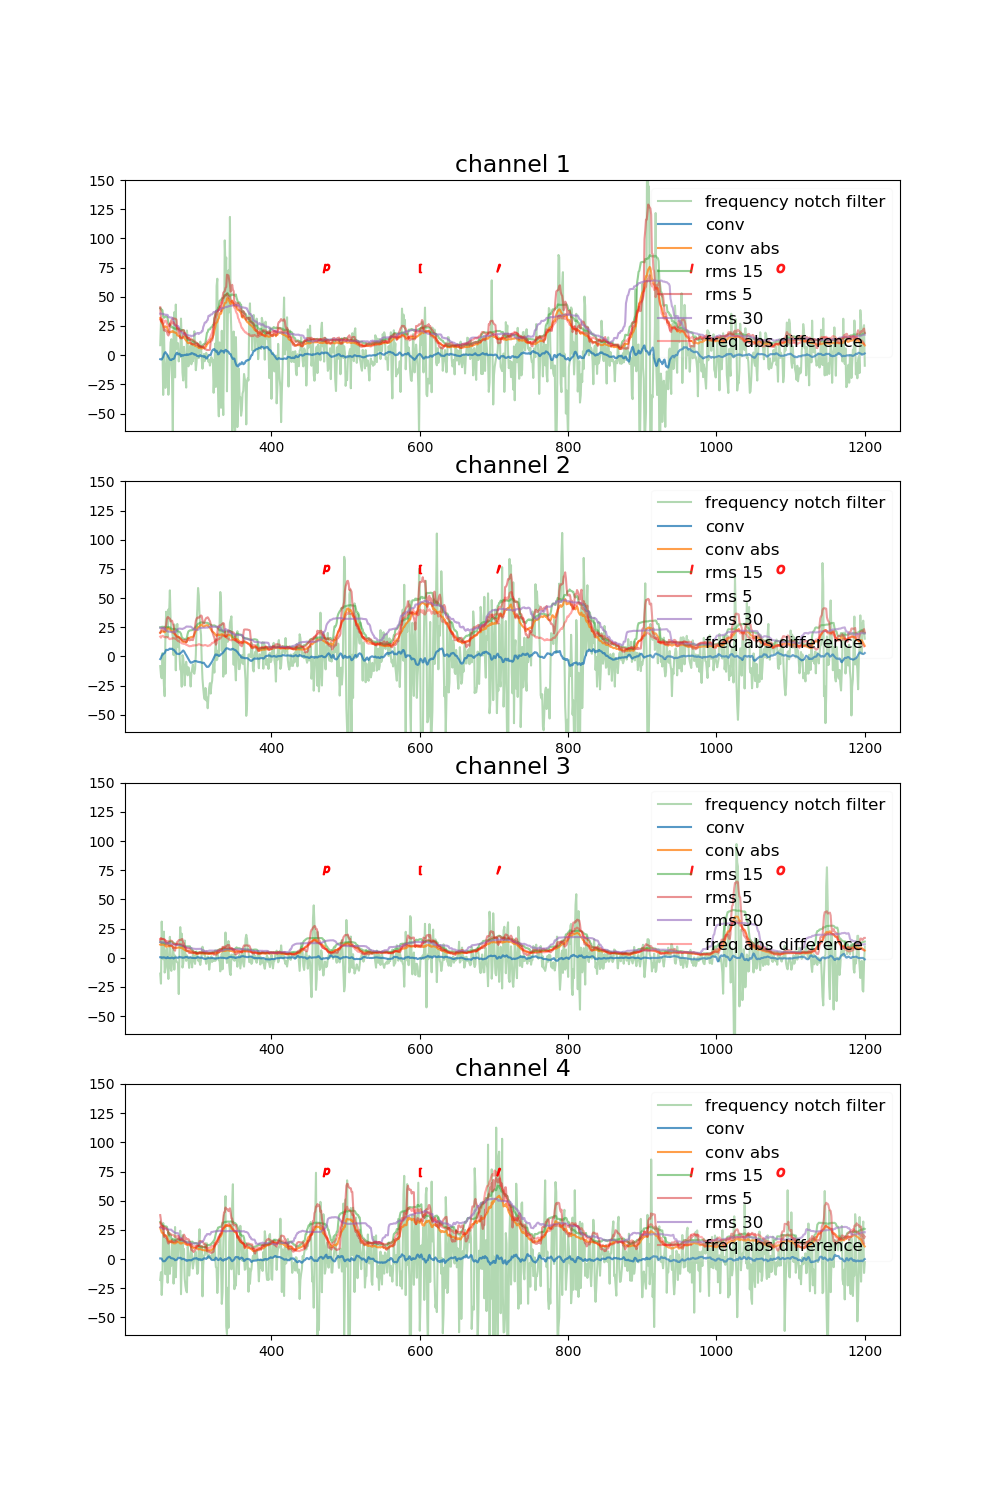 channel 1
150
125
100
75
50
25
0
−25
−50
frequency notch filter
conv
conv abs
rms 15
rms 5
rms 30
freq abs difference
p [ ı l o
400 600 800 1000 1200
channel 2
150
125
100
75
50
25
0
−25
−50
frequency notch filter
conv
conv abs
rms 15
rms 5
rms 30
freq abs difference
p [ ı l o
400 600 800 1000 1200
channel 3
150
125
100
75
50
25
0
−25
−50
frequency notch filter
conv
conv abs
rms 15
rms 5
rms 30
freq abs difference
p [ ı l o
400 600 800 1000 1200
channel 4
150
125
100
75
50
25
0
−25
−50
frequency notch filter
conv
conv abs
rms 15
rms 5
rms 30
freq abs difference
p [ ı l o
400 600 800 1000 1200